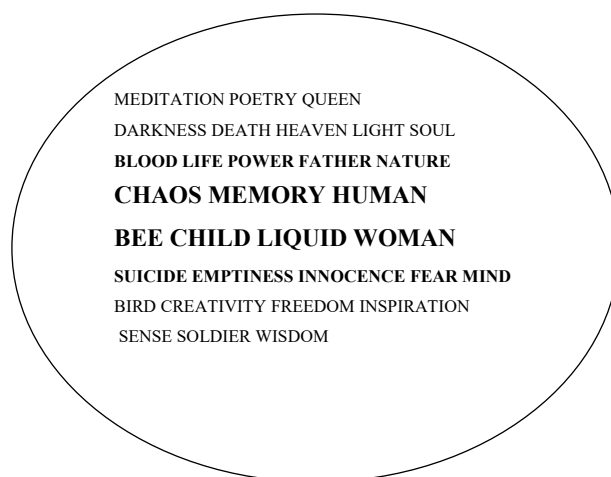 MEDITATION POETRY QUEEN
DARKNESS DEATH HEAVEN LIGHT SOUL
BLOOD LIFE POWER FATHER NATURE
CHAOS MEMORY HUMAN
BEE CHILD LIQUID WOMAN
SUICIDE EMPTINESS INNOCENCE FEAR MIND
BIRD CREATIVITY FREEDOM INSPIRATION
SENSE SOLDIER WISDOM